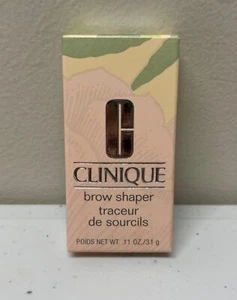 C
CLINIQUE
brow shaper
traceur
de sourcils
POIDS NET WT. .11 OZ/3.1 g